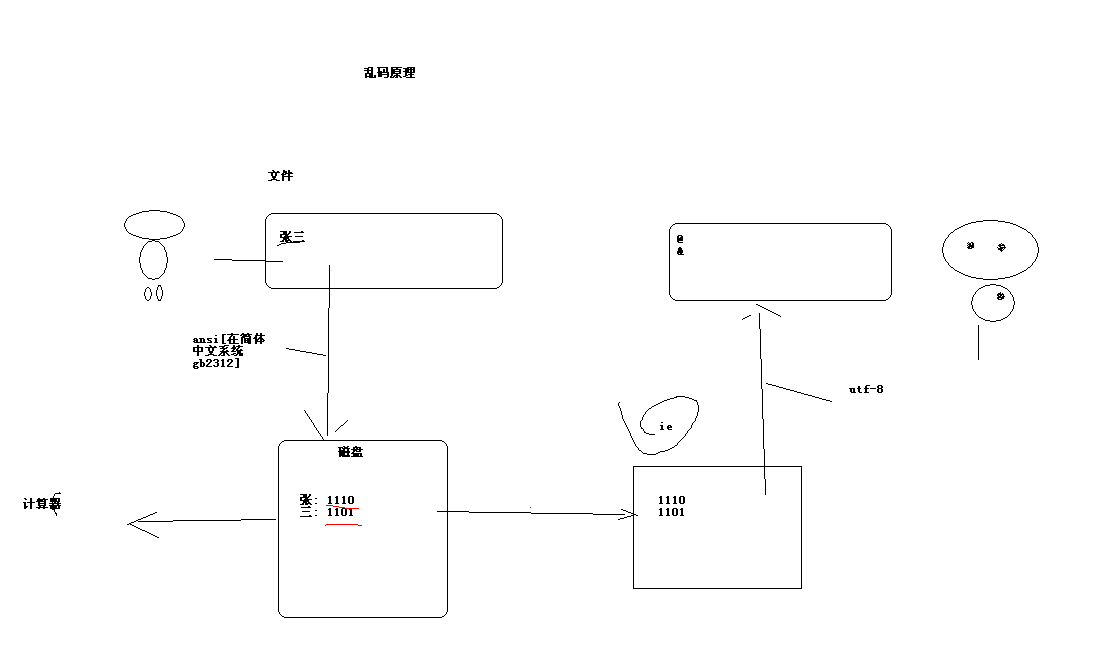 乱码原理
文件
张三
ansi[在简体
中文系统
gb2312]
磁盘
张: 1110
三: 1101
计算器
ie
1110
1101
utf-8
@
&
@ &
@